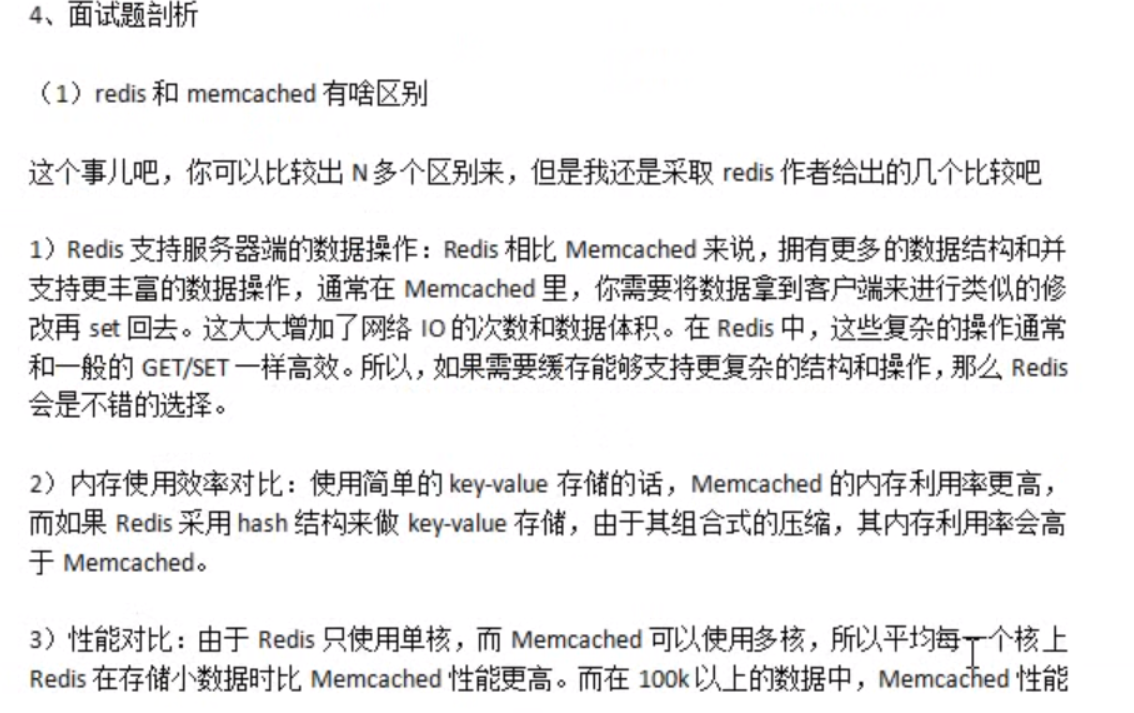 4、面试题剖析
（1）redis 和 memcached 有啥区别
这个事儿吧，你可以比较出 N 多个区别来，但是我还是采取 redis 作者给出的几个比较吧
1）Redis 支持服务器端的数据操作：Redis 相比 Memcached 来说，拥有更多的数据结构和并
支持更丰富的数据操作，通常在 Memcached 里，你需要将数据拿到客户端来进行类似的修
改再 set 回去。这大大增加了网络 IO 的次数和数据体积。在 Redis 中，这些复杂的操作通常
和一般的 GET/SET 一样高效。所以，如果需要缓存能够支持更复杂的结构和操作，那么 Redis
会是不错的选择。
2）内存使用效率对比：使用简单的 key-value 存储的话，Memcached 的内存利用率更高，
而如果 Redis 采用 hash 结构来做 key-value 存储，由于其组合式的压缩，其内存利用率会高
于 Memcached。
3）性能对比：由于 Redis 只使用单核，而 Memcached 可以使用多核，所以平均每一个核上
Redis 在存储小数据时比 Memcached 性能更高。而在 100k 以上的数据中，Memcached 性能